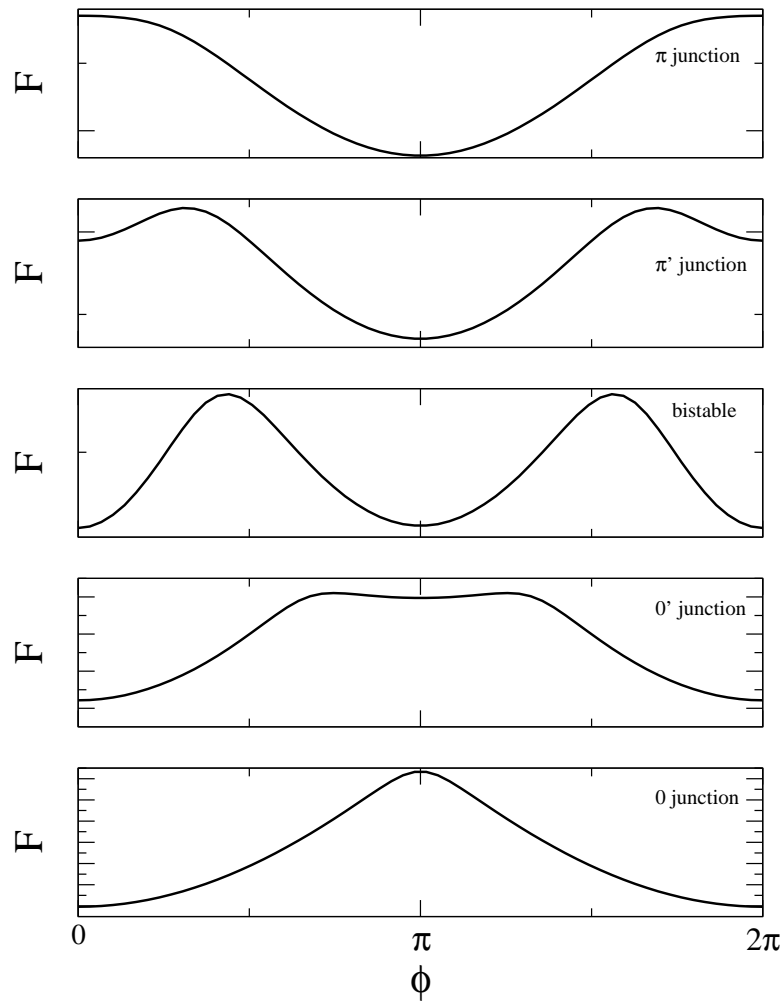 F
π junction
F
π’ junction
F
bistable
F
0’ junction
F
0 junction
0 π 2π
ϕ